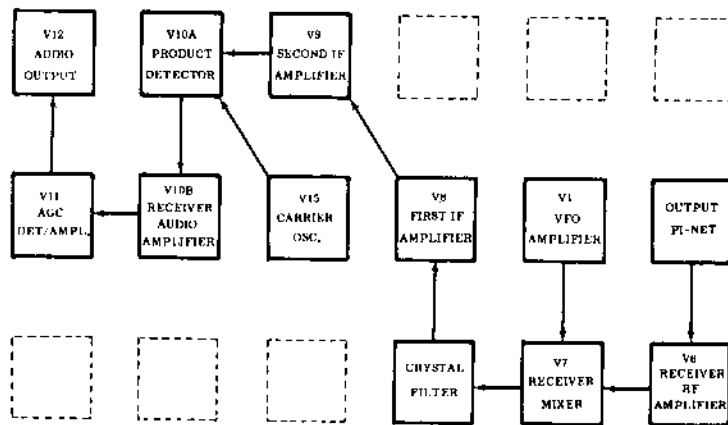 V12
AUDIO
OUTPUT
V10A
PRODUCT
DETECTOR
V9
SECOND IF
AMPLIFIER
V11
AGC
DET/AMPL.
V10B
RECEIVER
AUDIO
AMPLIFIER
V15
CARRIER
OSC.
V8
FIRST IF
AMPLIFIER
V1
VFO
AMPLIFIER
OUTPUT
PI-NET
CRYSTAL
FILTER
V7
RECEIVER
MIXER
V6
RECEIVER
RF
AMPLIFIER